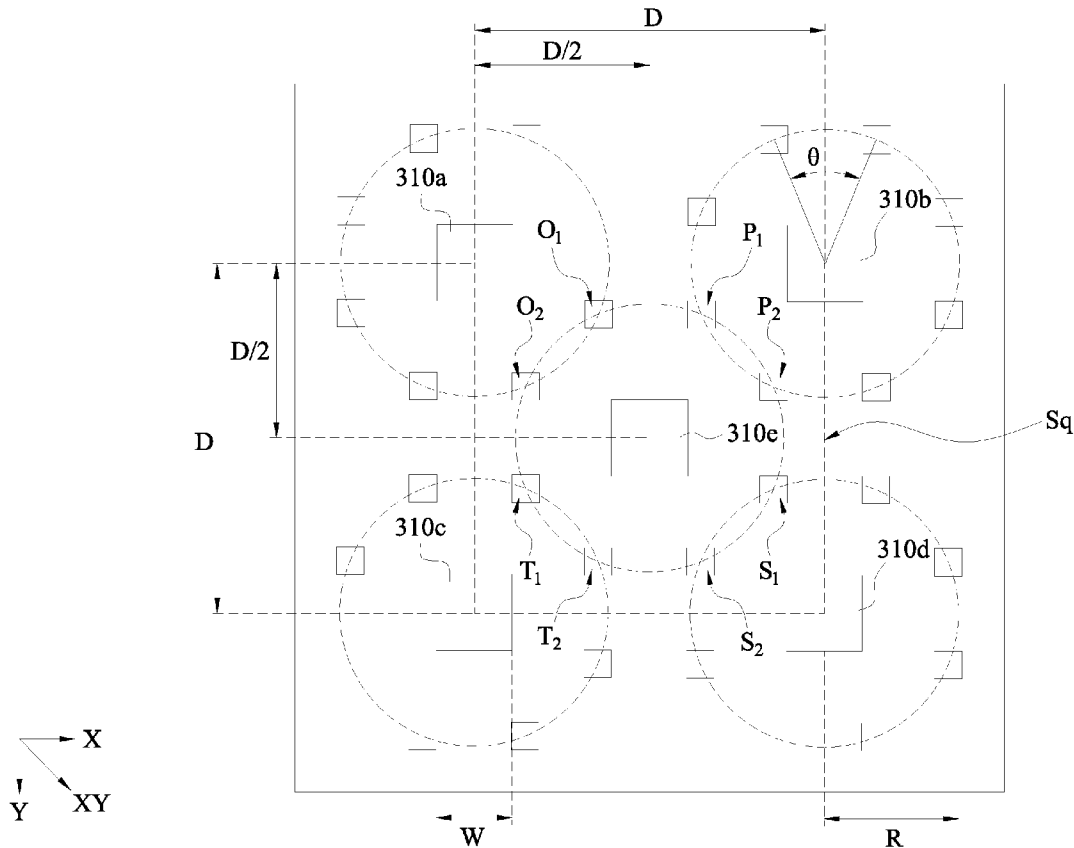 D
D/2
θ
310a
310b
O₁
P₁
O₂
P₂
D/2
D
310e
Sq
310c
310d
T₁
S₁
T₂
S₂
X
Y
XY
W
R